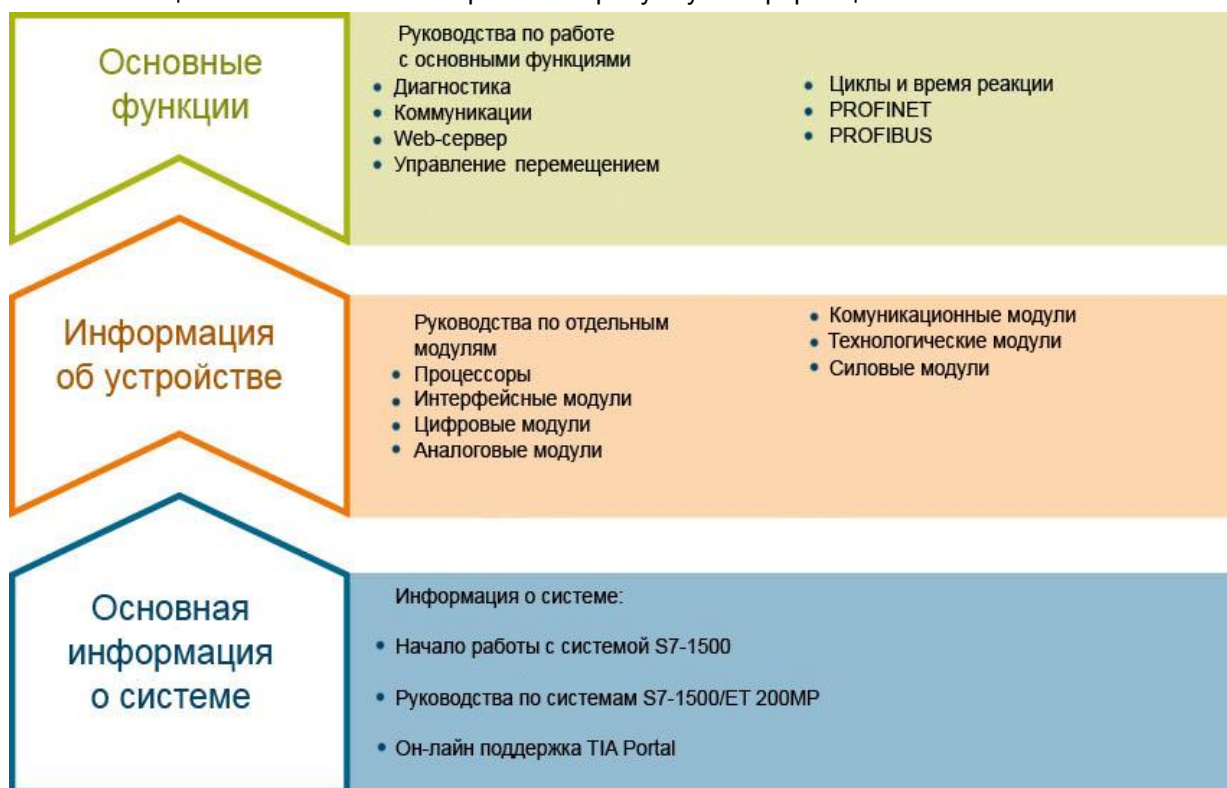 Основные
функции
Руководства по работе
с основными функциями
• Диагностика
• Коммуникации
• Web-сервер
• Управление перемещением
• Циклы и время реакции
• PROFINET
• PROFIBUS
Информация
об устройстве
Руководства по отдельным
модулям
• Процессоры
• Интерфейсные модули
• Цифровые модули
• Аналоговые модули
• Комуникационные модули
• Технологические модули
• Силовые модули
Основная
информация
о системе
Информация о системе:
• Начало работы с системой S7-1500
• Руководства по системам S7-1500/ET 200MP
• Он-лайн поддержка TIA Portal